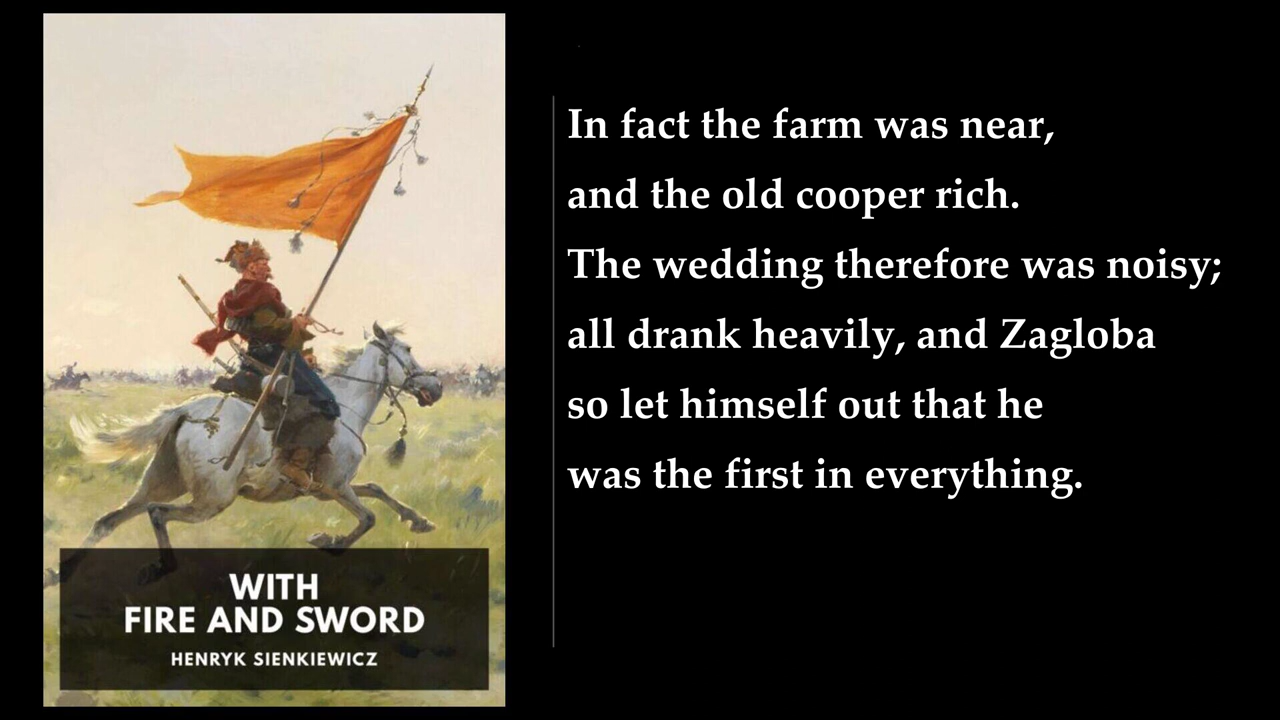 WITH
FIRE AND SWORD
HENRYK SIENKIEWICZ
In fact the farm was near,
and the old cooper rich.
The wedding therefore was noisy;
all drank heavily, and Zagloba
so let himself out that he
was the first in everything.